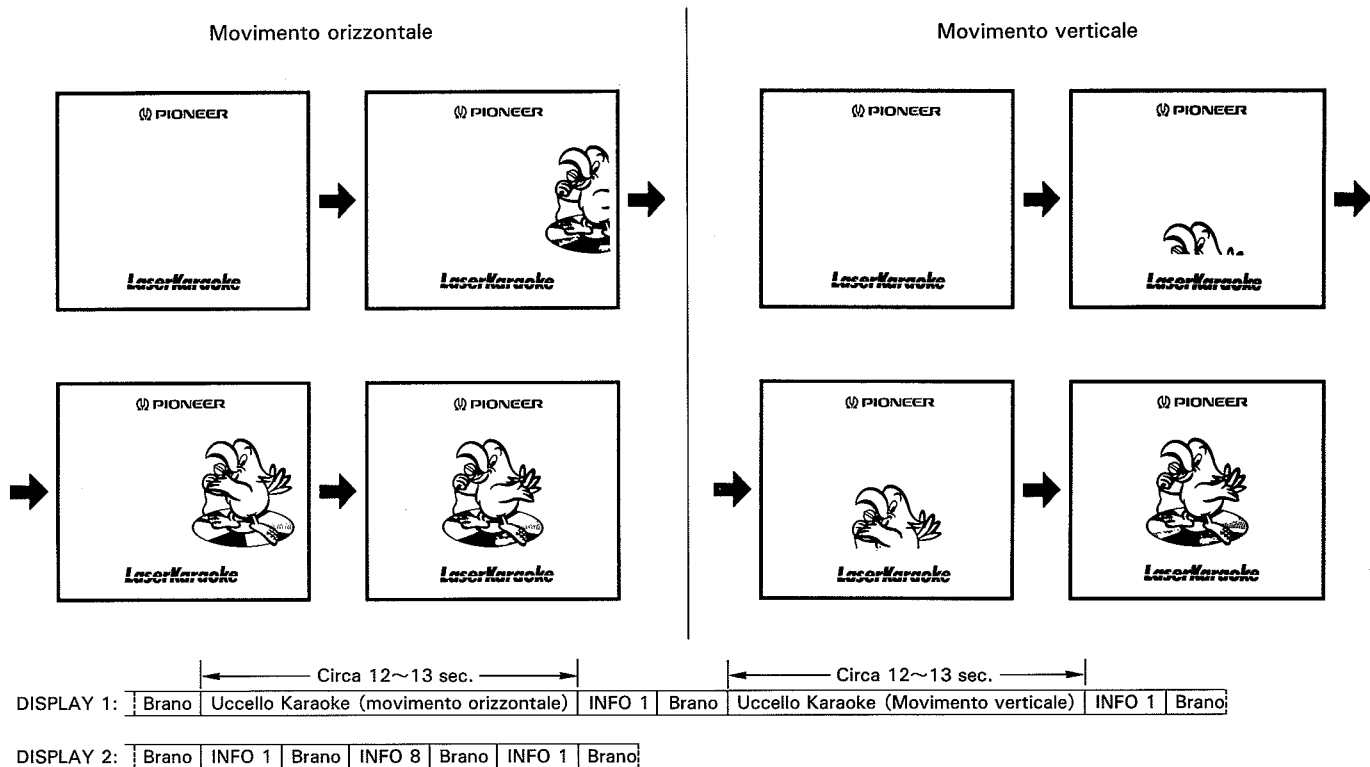 Movimento orizzontale
Movimento verticale
PIONEER
PIONEER
PIONEER
PIONEER
LaserKaraoke
LaserKaraoke
LaserKaraoke
LaserKaraoke
PIONEER
PIONEER
PIONEER
PIONEER
LaserKaraoke
LaserKaraoke
LaserKaraoke
LaserKaraoke
Circa 12~13 sec.
Circa 12~13 sec.
DISPLAY 1: Brano Uccello Karaoke (movimento orizzontale) INFO 1 Brano Uccello Karaoke (Movimento verticale) INFO 1 Brano
DISPLAY 2: Brano INFO 1 Brano INFO 8 Brano INFO 1 Brano